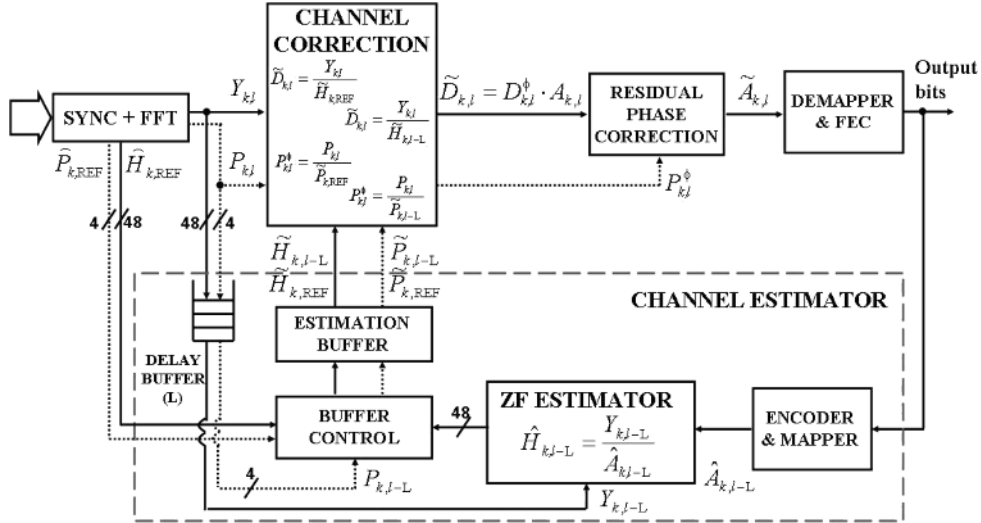 CHANNEL
CORRECTION
D̃_{k,l} = Y_{k,l} / H̃_{k,REF}
D̃_{k,l} = Y_{k,l} / H̃_{k,l-L}
P^ϕ_{k,l} = P_{k,l} / P̃_{k,REF}
P^ϕ_{k,l} = P_{k,l} / P̃_{k,l-L}
SYNC + FFT
Y_{k,l}
P_{k,l}
D̃_{k,l} = D^ϕ_{k,l} · A_{k,l}
RESIDUAL
PHASE
CORRECTION
Ã_{k,l}
DEMAPPER
& FEC
Output
bits
P^ϕ_{k,l}
P̂_{k,REF} Ĥ_{k,REF}
4 48
48 4
H̃_{k,l-L} P̃_{k,l-L}
H̃_{k,REF} P̃_{k,REF}
CHANNEL ESTIMATOR
ESTIMATION
BUFFER
DELAY
BUFFER
(L)
BUFFER
CONTROL
48
ZF ESTIMATOR
Ĥ_{k,l-L} = Y_{k,l-L} / Â_{k,l-L}
ENCODER
& MAPPER
4
P_{k,l-L}
Â_{k,l-L}
Y_{k,l-L}